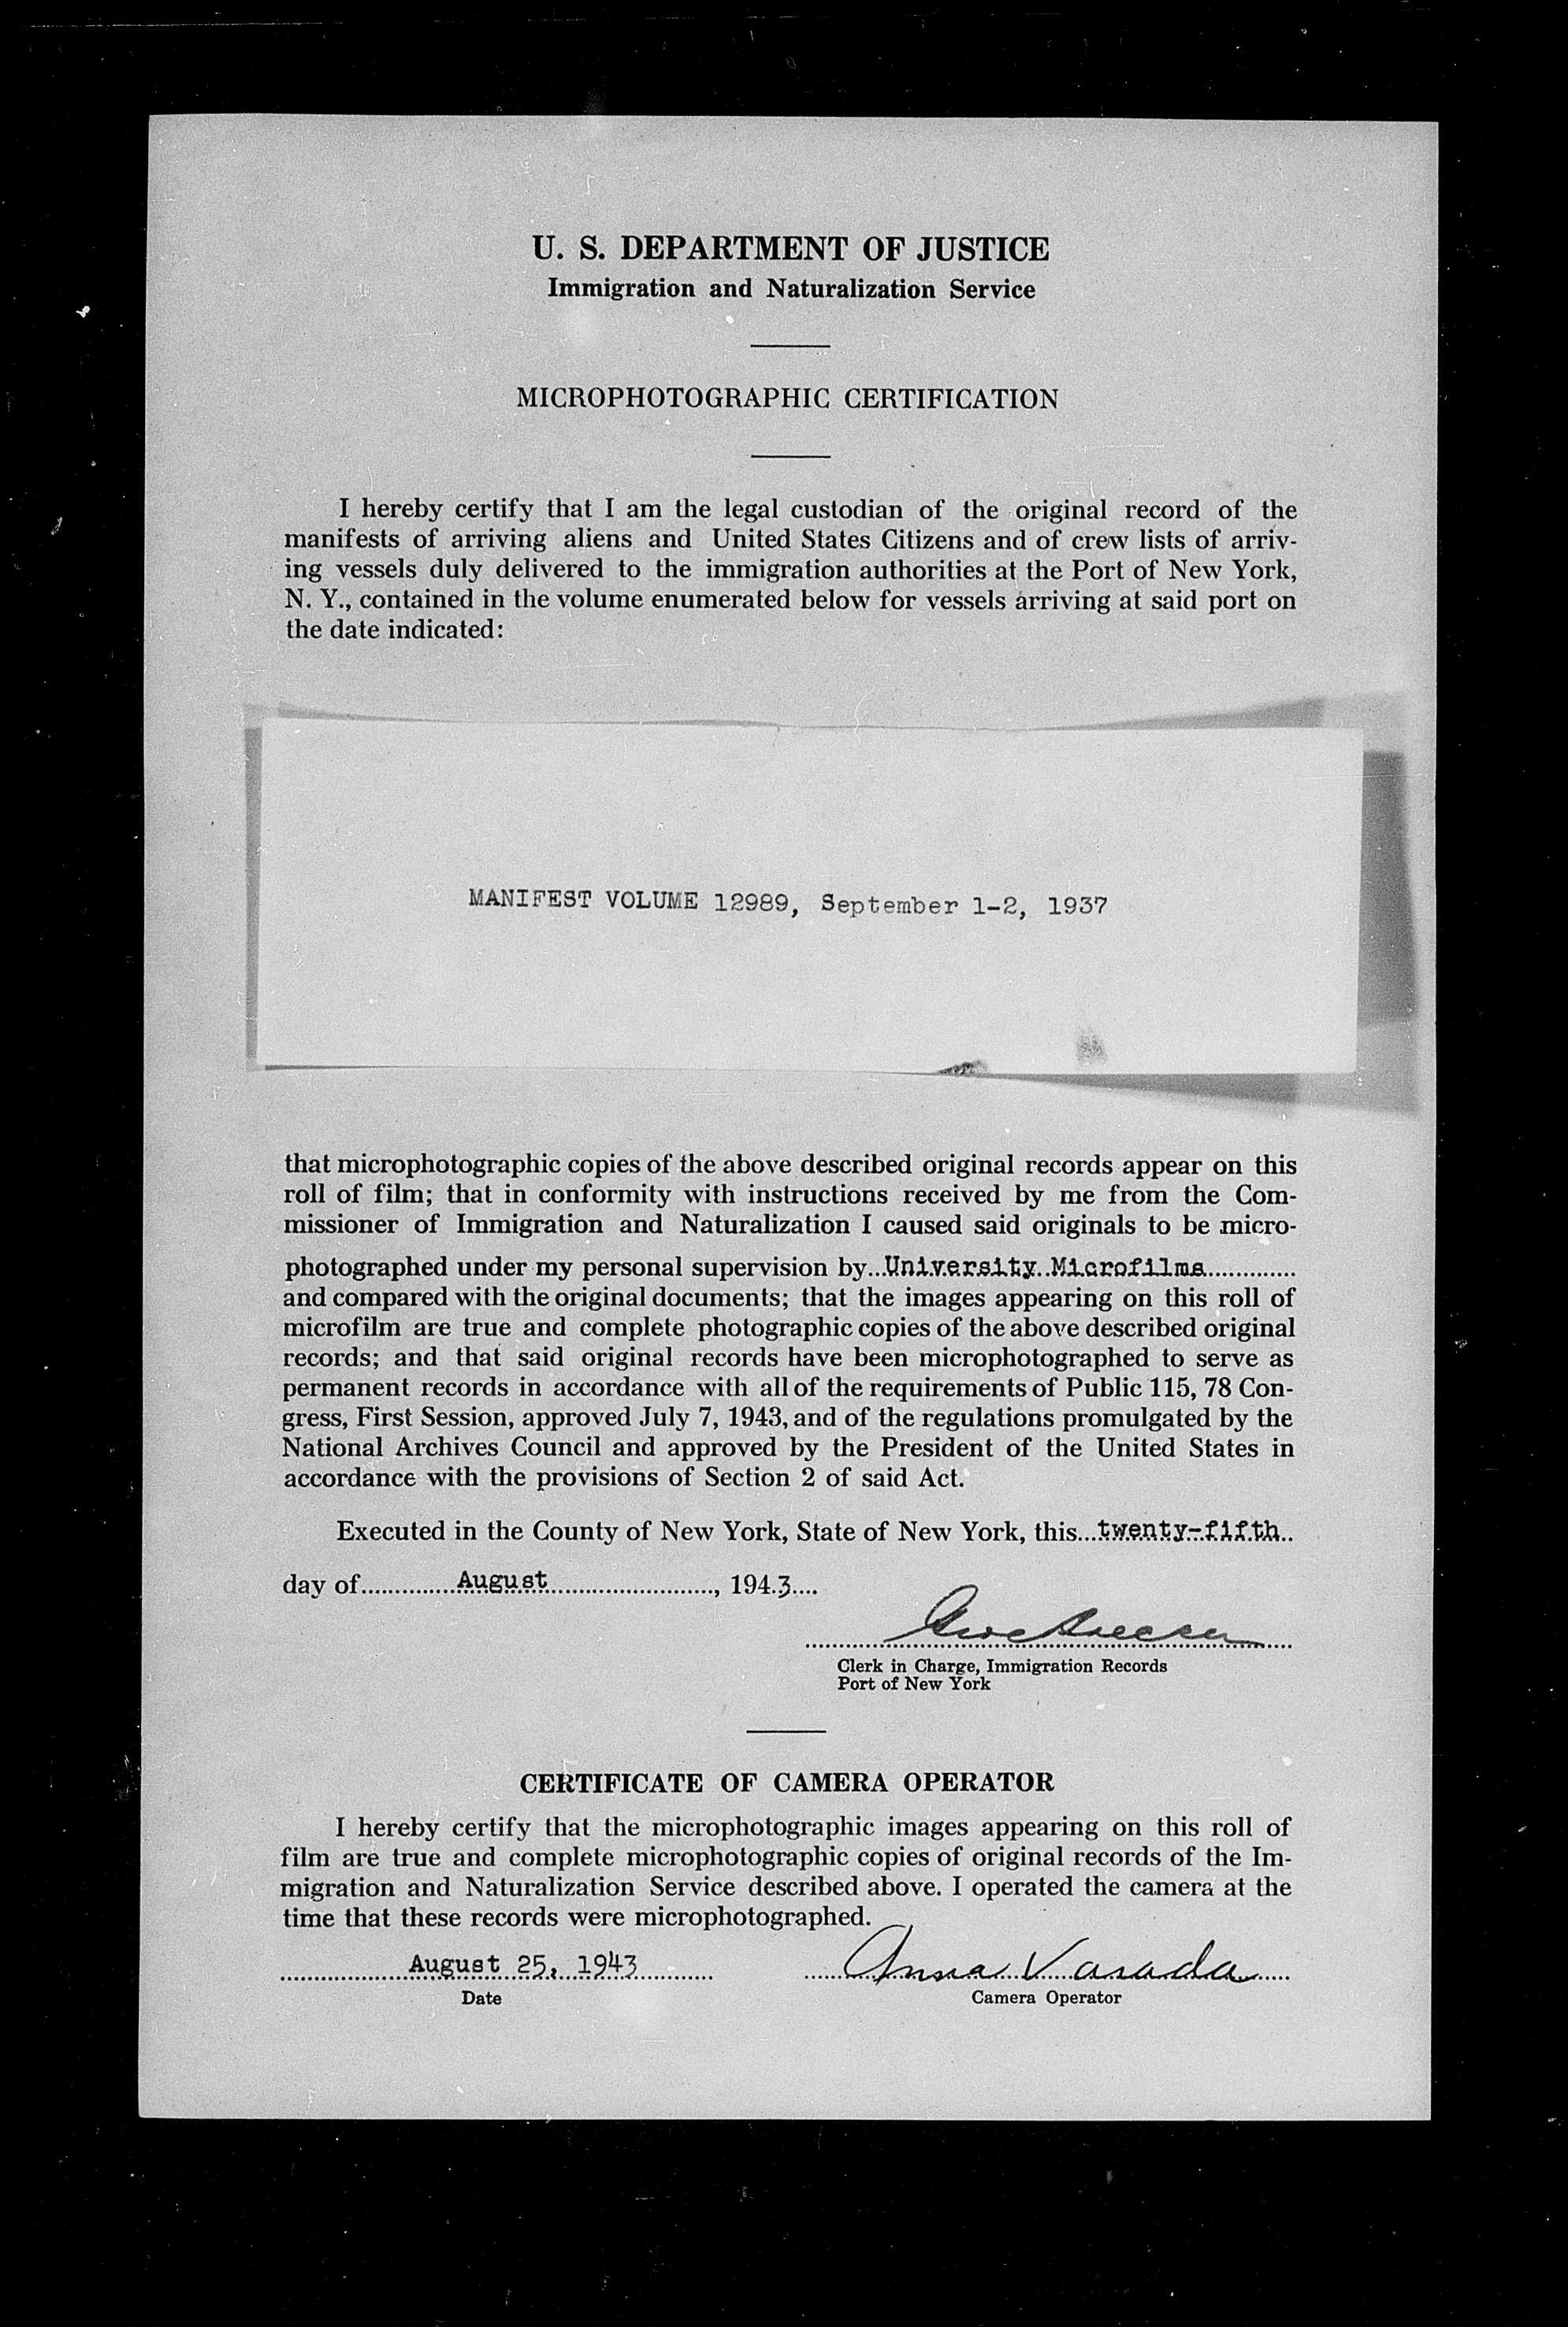 U. S. DEPARTMENT OF JUSTICE
Immigration and Naturalization Service
MICROPHOTOGRAPHIC CERTIFICATION
I hereby certify that I am the legal custodian of the original record of the
manifests of arriving aliens and United States Citizens and of crew lists of arriv-
ing vessels duly delivered to the immigration authorities at the Port of New York,
N. Y., contained in the volume enumerated below for vessels arriving at said port on
the date indicated:
MANIFEST VOLUME 12989, September 1-2, 1937
that microphotographic copies of the above described original records appear on this
roll of film; that in conformity with instructions received by me from the Com-
missioner of Immigration and Naturalization I caused said originals to be micro-
photographed under my personal supervision by...University Microfilms..............
and compared with the original documents; that the images appearing on this roll of
microfilm are true and complete photographic copies of the above described original
records; and that said original records have been microphotographed to serve as
permanent records in accordance with all of the requirements of Public 115, 78 Con-
gress, First Session, approved July 7, 1943, and of the regulations promulgated by the
National Archives Council and approved by the President of the United States in
accordance with the provisions of Section 2 of said Act.
Executed in the County of New York, State of New York, this...twenty-fifth..
day of...............August........................., 194.3....
Clerk in Charge, Immigration Records
Port of New York
CERTIFICATE OF CAMERA OPERATOR
I hereby certify that the microphotographic images appearing on this roll of
film are true and complete microphotographic copies of original records of the Im-
migration and Naturalization Service described above. I operated the camera at the
time that these records were microphotographed.
August 25, 1943 Anna Varada
Date Camera Operator